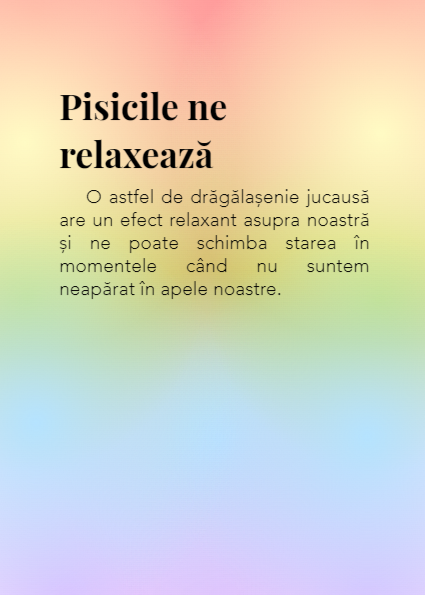 Pisicile ne
relaxează
O astfel de drăgălașenie jucausă
are un efect relaxant asupra noastră
și ne poate schimba starea în
momentele când nu suntem
neapărat în apele noastre.